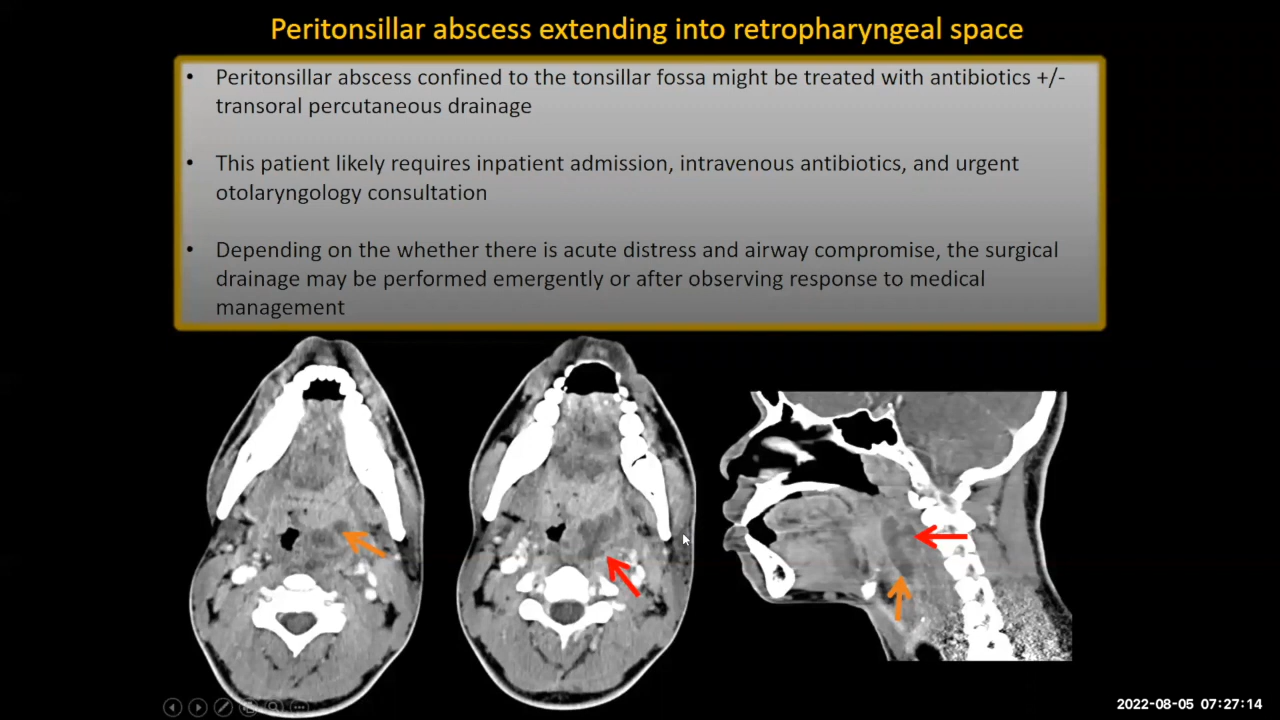 Peritonsillar abscess extending into retropharyngeal space
• Peritonsillar abscess confined to the tonsillar fossa might be treated with antibiotics +/-
transoral percutaneous drainage
• This patient likely requires inpatient admission, intravenous antibiotics, and urgent
otolaryngology consultation
• Depending on the whether there is acute distress and airway compromise, the surgical
drainage may be performed emergently or after observing response to medical
management
2022-08-05 07:27:14